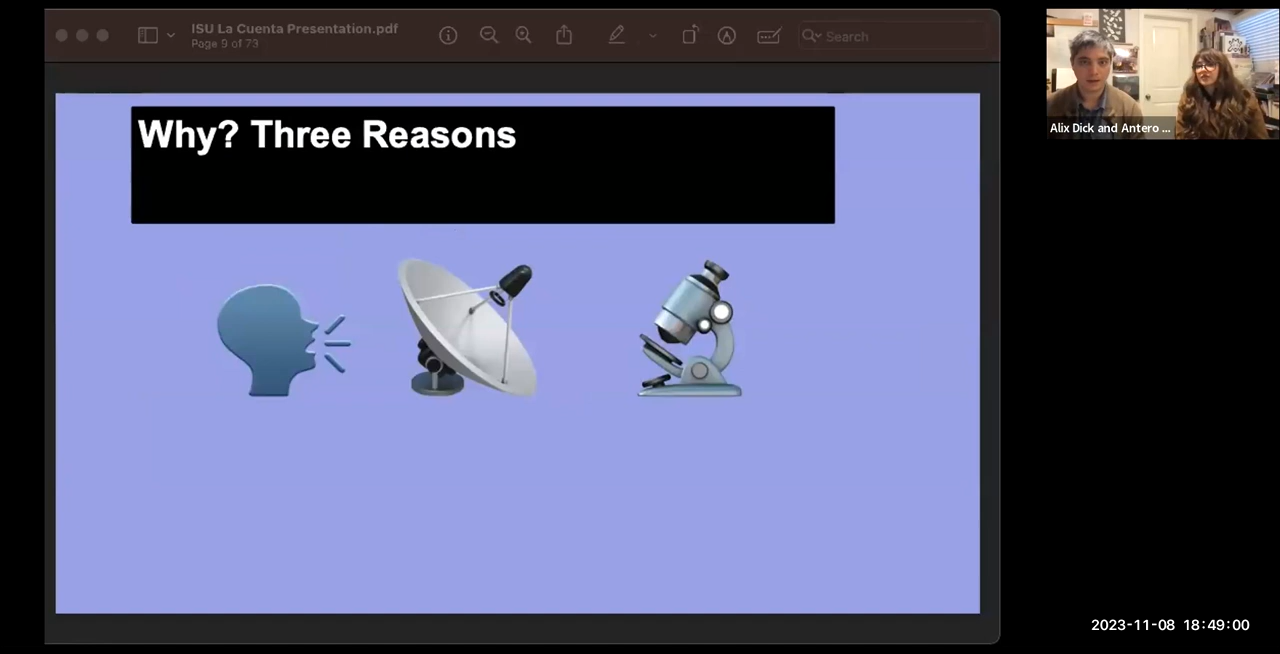 ISU La Cuenta Presentation.pdf
Page 9 of 73
Search
Why? Three Reasons
Alix Dick and Antero ...
2023-11-08 18:49:00